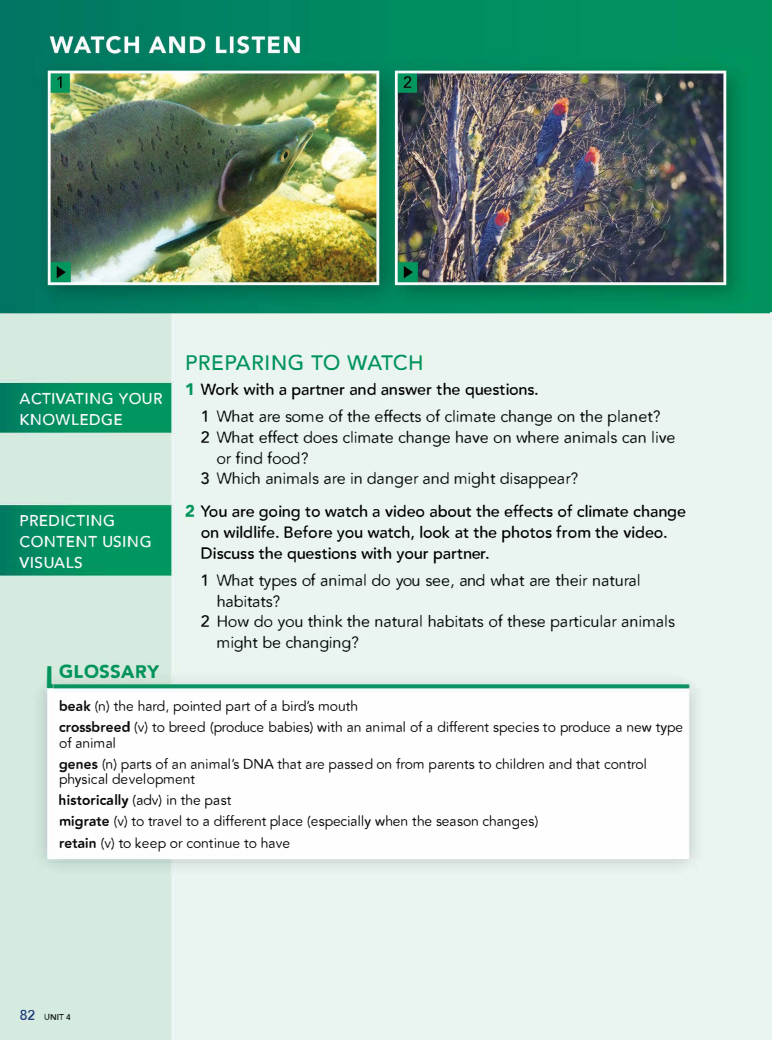 WATCH AND LISTEN
1
2
PREPARING TO WATCH
ACTIVATING YOUR
KNOWLEDGE
1 Work with a partner and answer the questions.
1 What are some of the effects of climate change on the planet?
2 What effect does climate change have on where animals can live
or find food?
3 Which animals are in danger and might disappear?
PREDICTING
CONTENT USING
VISUALS
2 You are going to watch a video about the effects of climate change
on wildlife. Before you watch, look at the photos from the video.
Discuss the questions with your partner.
1 What types of animal do you see, and what are their natural
habitats?
2 How do you think the natural habitats of these particular animals
might be changing?
GLOSSARY
beak (n) the hard, pointed part of a bird's mouth
crossbreed (v) to breed (produce babies) with an animal of a different species to produce a new type
of animal
genes (n) parts of an animal's DNA that are passed on from parents to children and that control
physical development
historically (adv) in the past
migrate (v) to travel to a different place (especially when the season changes)
retain (v) to keep or continue to have
82 UNIT 4